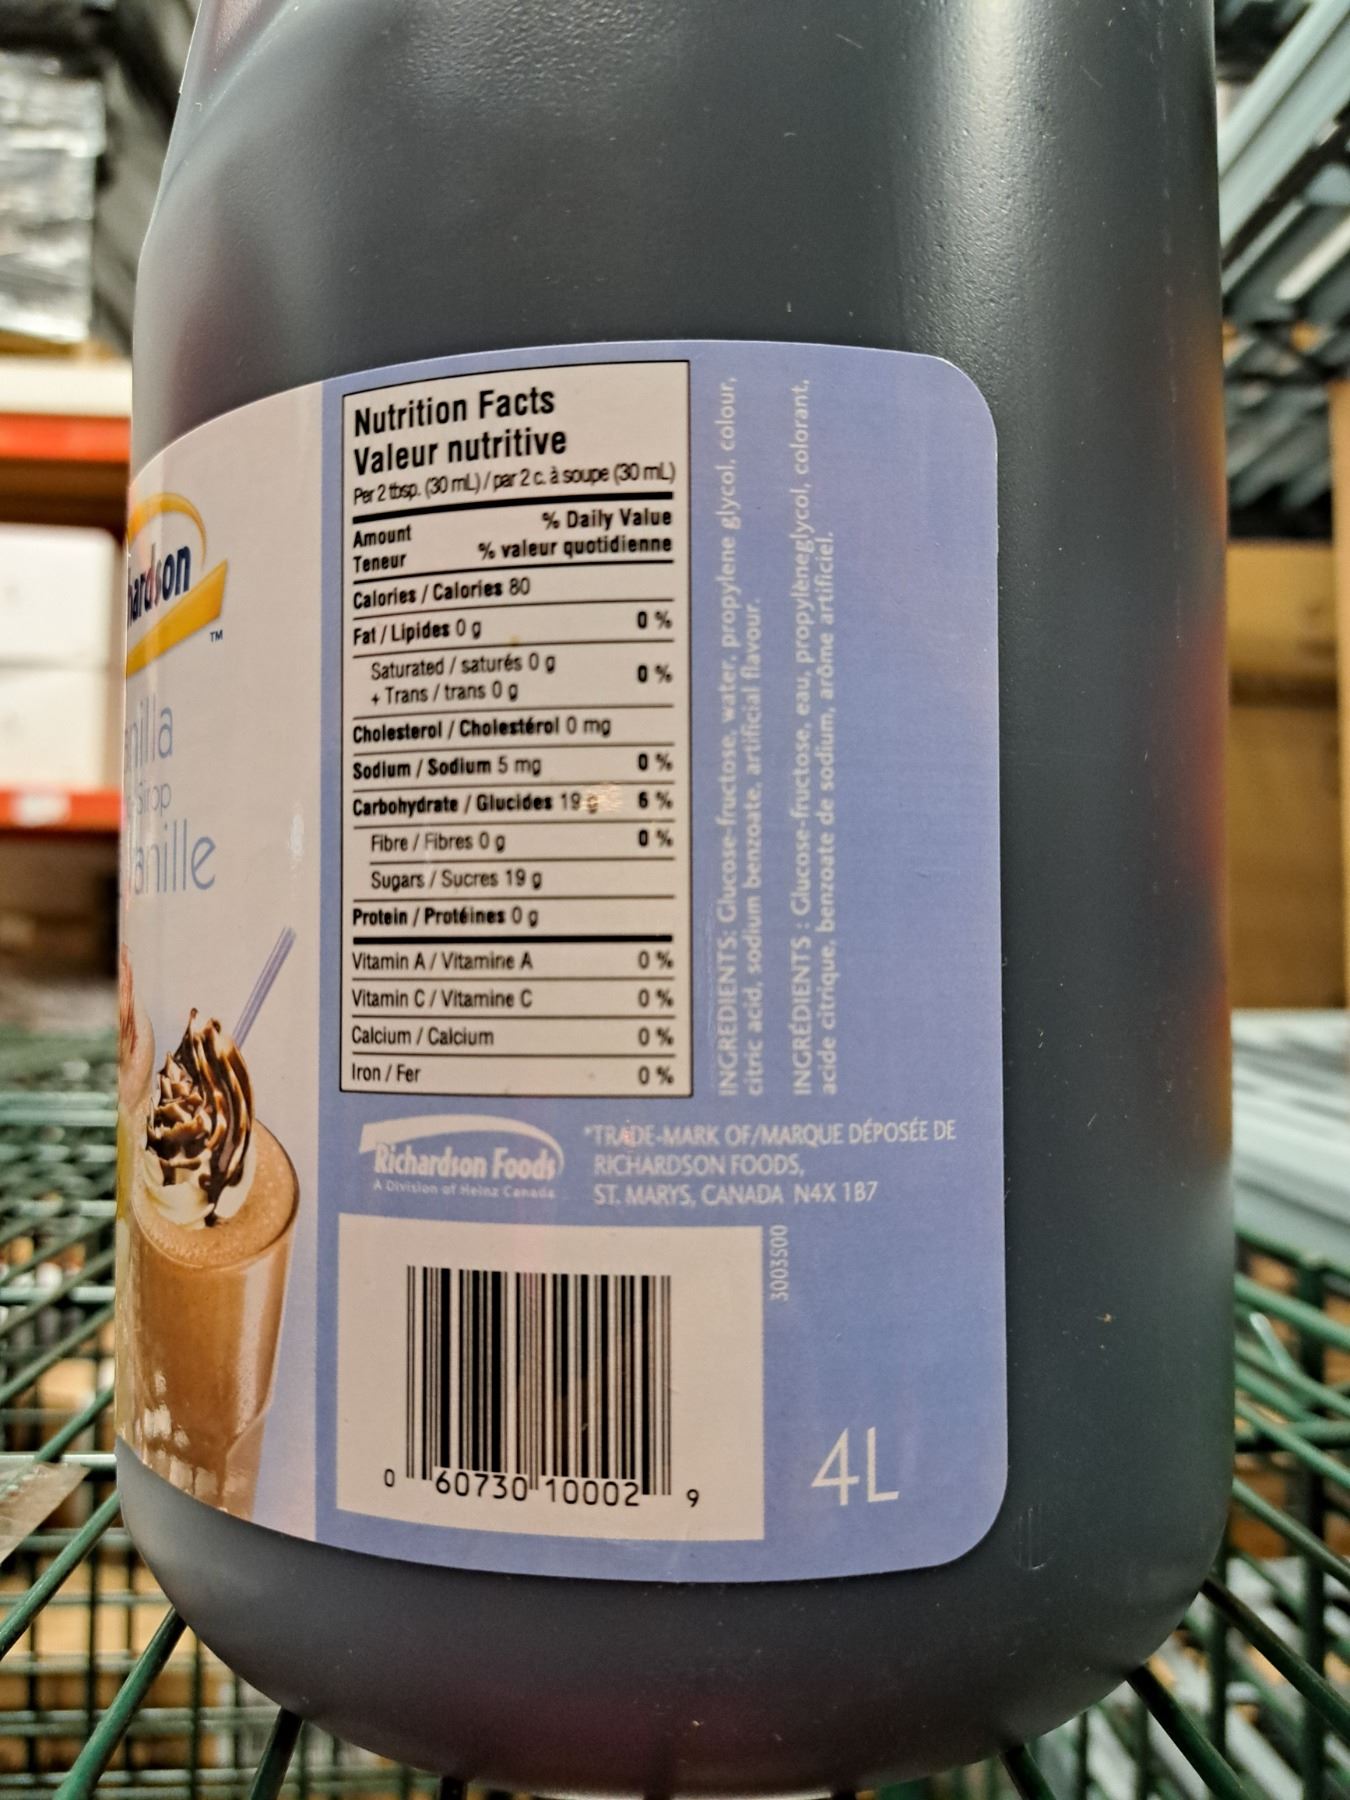 TM
Sirop
Nutrition Facts
Valeur nutritive
Per 2 tbsp. (30 mL) / par 2 c. à soupe (30 mL)
Amount % Daily Value
Teneur % valeur quotidienne
Calories / Calories 80
Fat / Lipides 0 g 0 %
Saturated / saturés 0 g
+ Trans / trans 0 g 0 %
Cholesterol / Cholestérol 0 mg
Sodium / Sodium 5 mg 0 %
Carbohydrate / Glucides 19 g 6 %
Fibre / Fibres 0 g 0 %
Sugars / Sucres 19 g
Protein / Protéines 0 g
Vitamin A / Vitamine A 0 %
Vitamin C / Vitamine C 0 %
Calcium / Calcium 0 %
Iron / Fer 0 %
INGREDIENTS: Glucose-fructose, water, propylene glycol, colour,
citric acid, sodium benzoate, artificial flavour.
INGRÉDIENTS : Glucose-fructose, eau, propylèneglycol, colorant,
acide citrique, benzoate de sodium, arôme artificiel.
Richardson Foods
A Division of Heinz Canada
*TRADE-MARK OF/MARQUE DÉPOSÉE DE
RICHARDSON FOODS,
ST. MARYS, CANADA N4X 1B7
3003500
0 60730 10002 9
4L